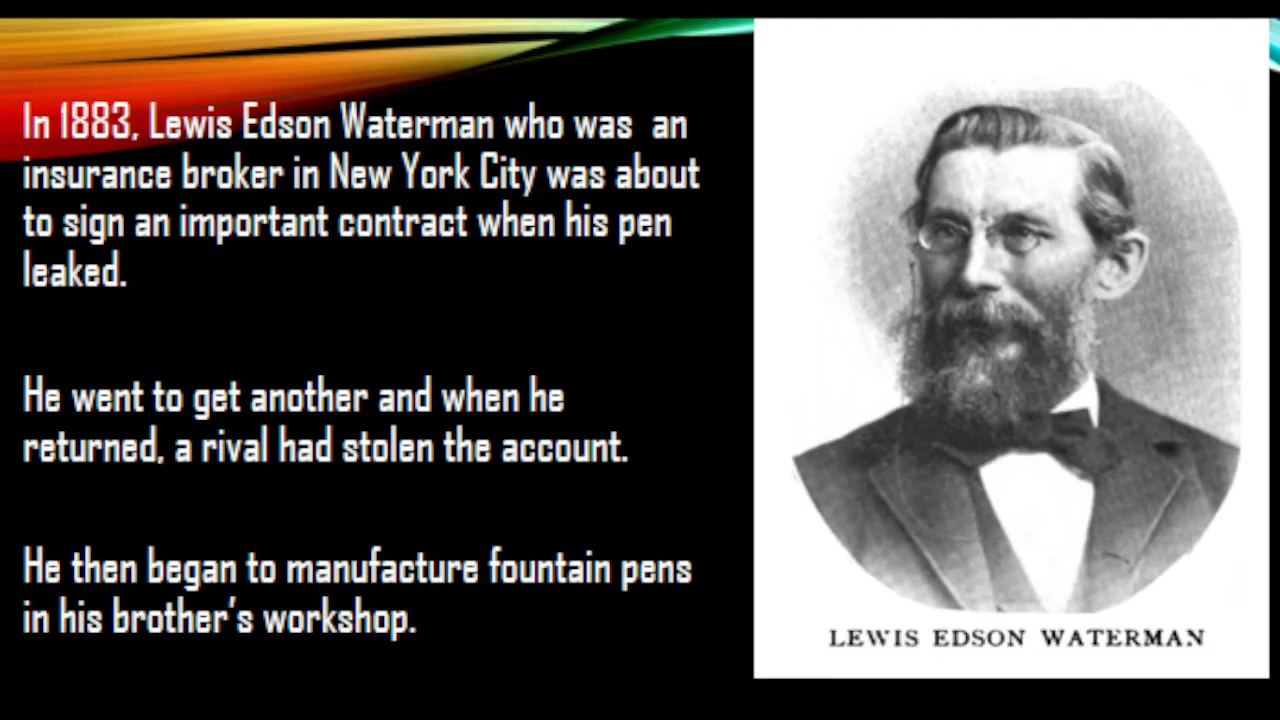 In 1883, Lewis Edson Waterman who was  an
insurance broker in New York City was about
to sign an important contract when his pen
leaked.
He went to get another and when he
returned, a rival had stolen the account.
He then began to manufacture fountain pens
in his brother's workshop.
LEWIS EDSON WATERMAN